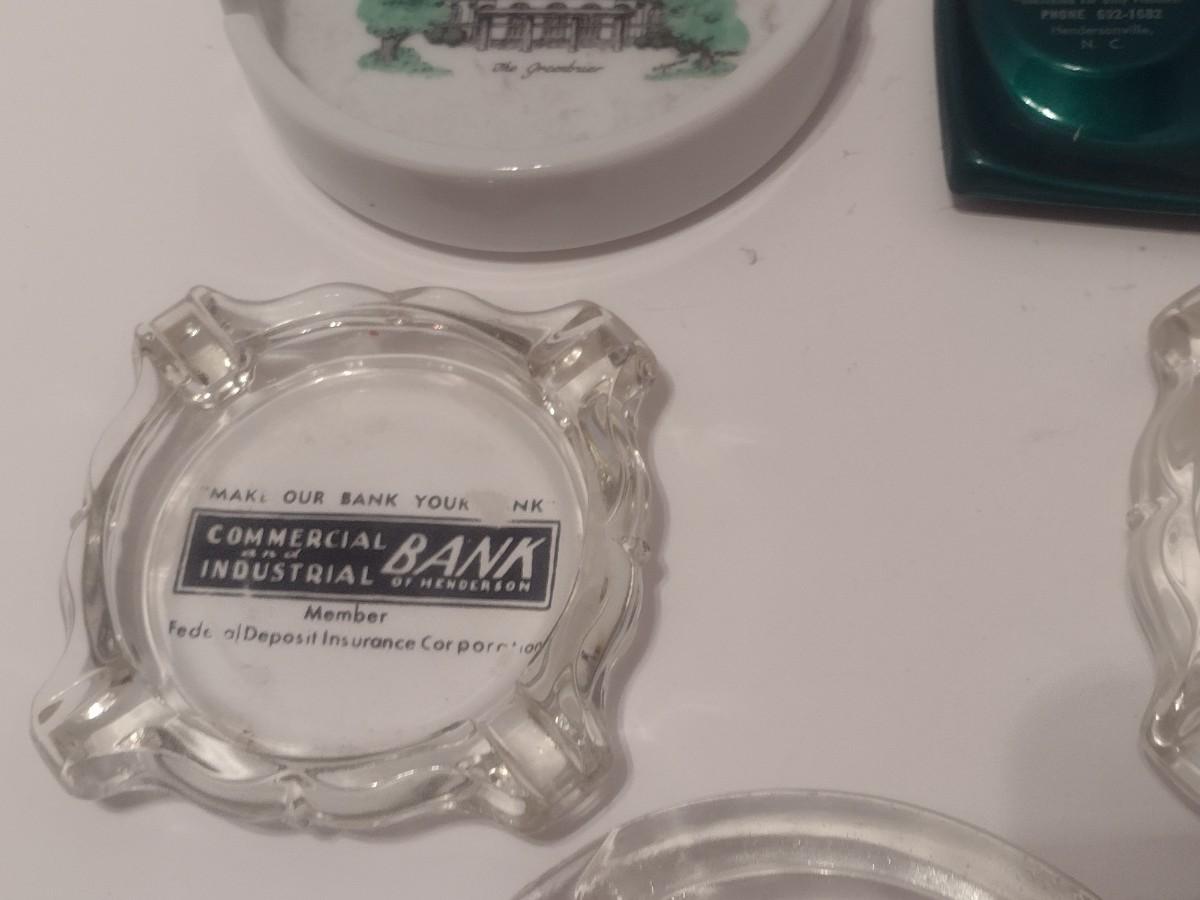 The Greenbrier
PHONE 692-1682
Hendersonville,
N. C.
"MAKE OUR BANK YOUR NK"
COMMERCIAL
and
INDUSTRIAL
BANK
OF HENDERSON
Member
Fede al Deposit Insurance Corporation